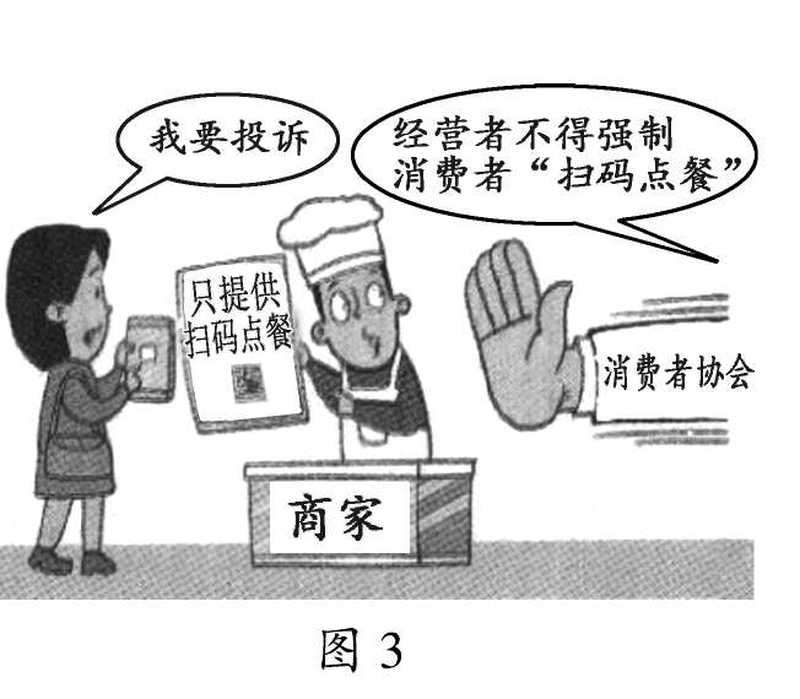 我要投诉
经营者不得强制
消费者“扫码点餐”
只提供
扫码点餐
消费者协会
商家
图3